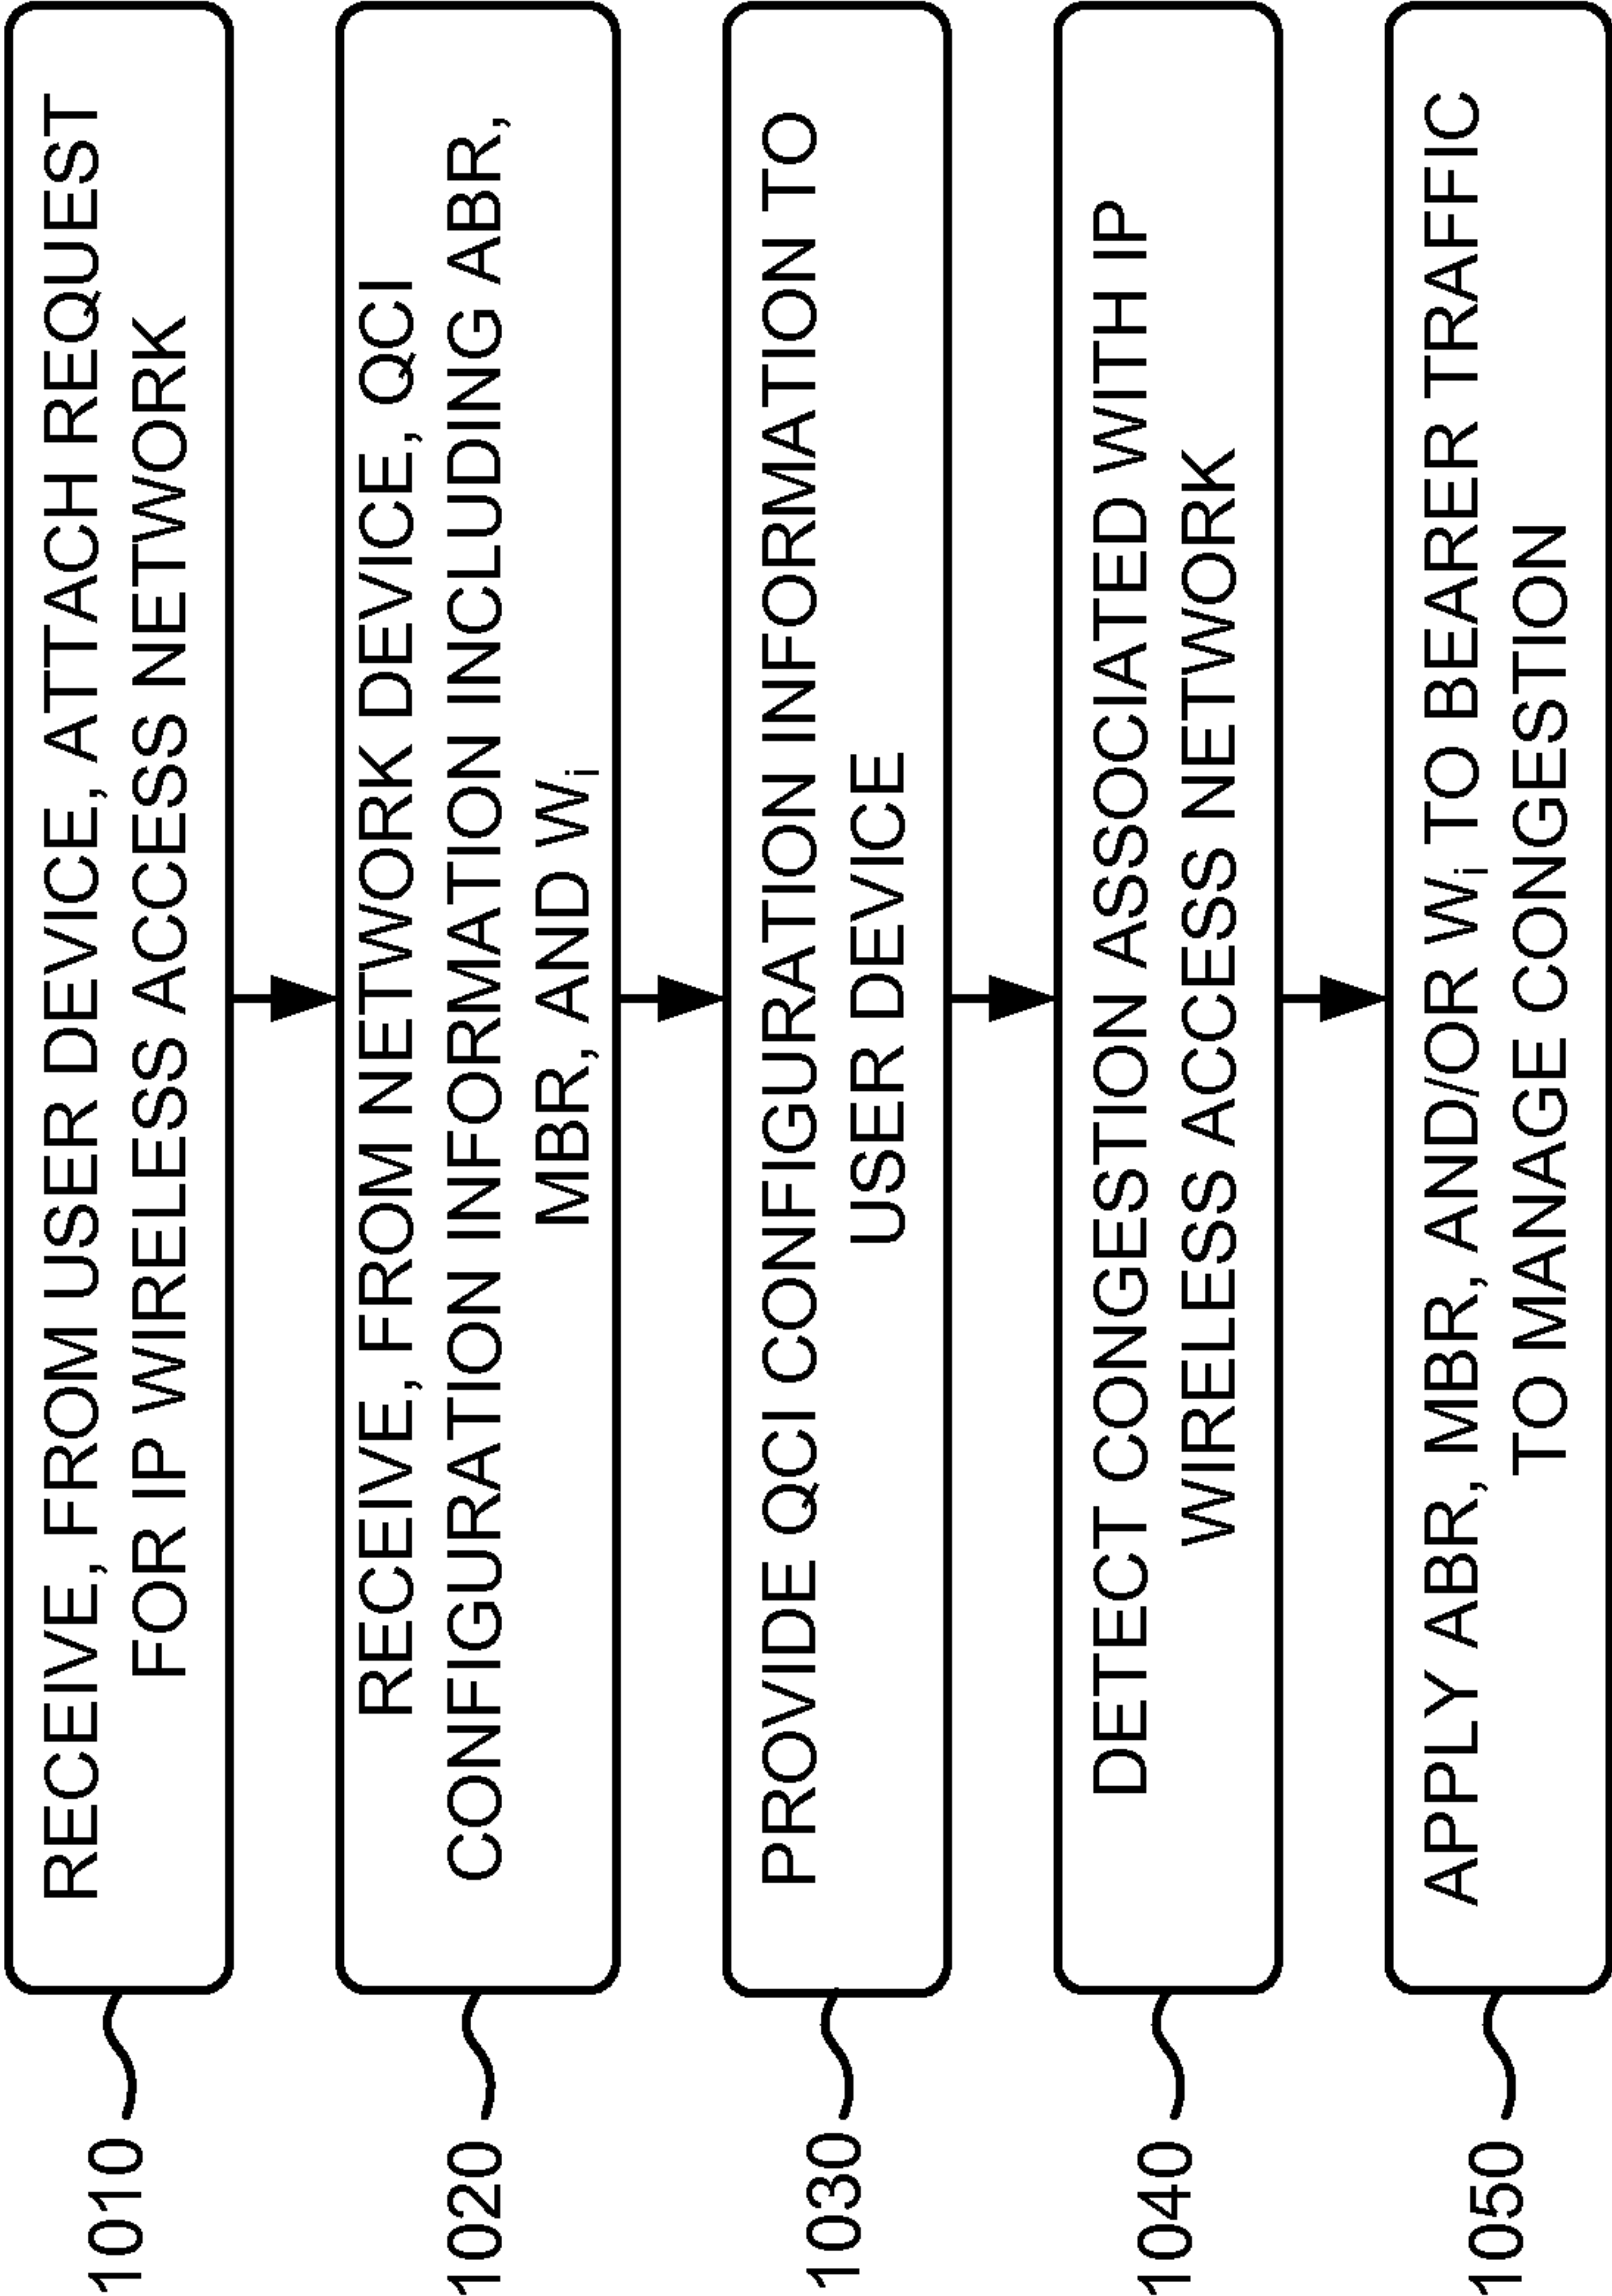 1010
RECEIVE, FROM USER DEVICE, ATTACH REQUEST
FOR IP WIRELESS ACCESS NETWORK
1020
RECEIVE, FROM NETWORK DEVICE, QCI
CONFIGURATION INFORMATION INCLUDING ABR,
MBR, AND Wi
1030
PROVIDE QCI CONFIGURATION INFORMATION TO
USER DEVICE
1040
DETECT CONGESTION ASSOCIATED WITH IP
WIRELESS ACCESS NETWORK
1050
APPLY ABR, MBR, AND/OR Wi TO BEARER TRAFFIC
TO MANAGE CONGESTION